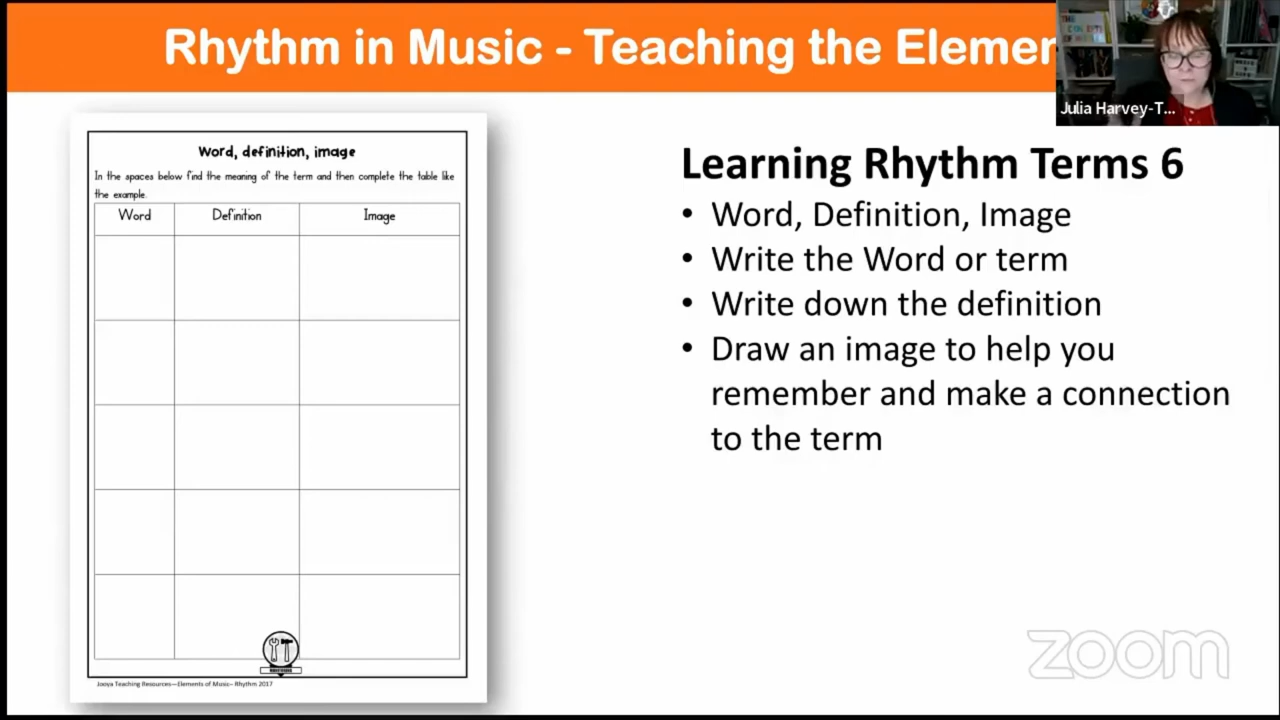 Rhythm in Music - Teaching the Elemen
Julia Harvey-T...
Word, definition, image
In the spaces below find the meaning of the term and then complete the table like
the example.
Word Definition Image
Jooya Teaching Resources—Elements of Music– Rhythm 2017
Learning Rhythm Terms 6
• Word, Definition, Image
• Write the Word or term
• Write down the definition
• Draw an image to help you
remember and make a connection
to the term
zoom